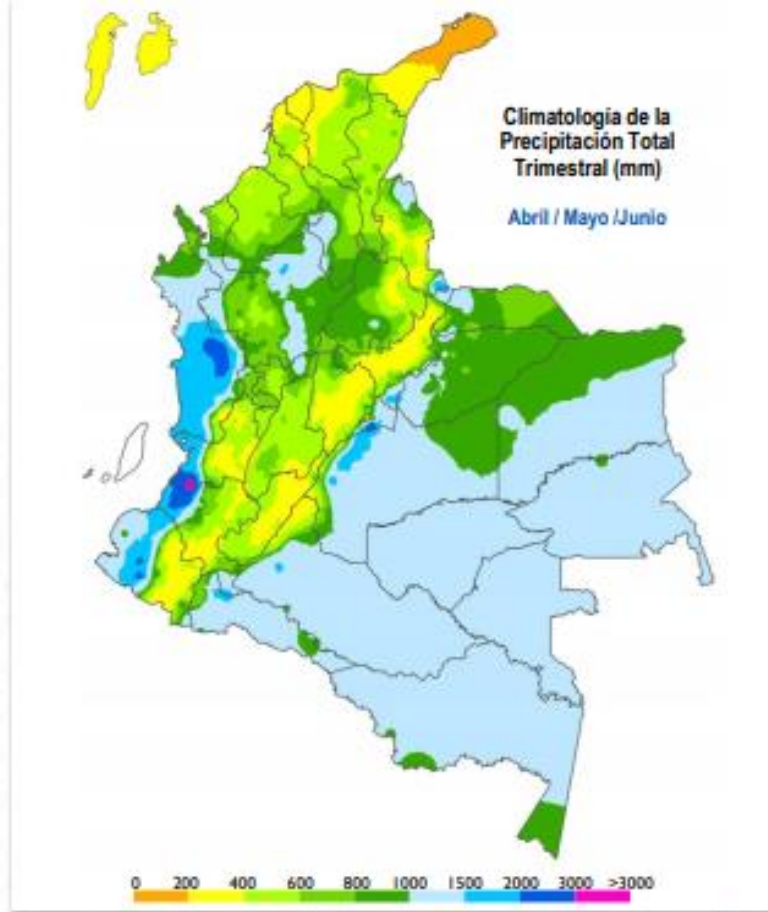 Climatología de la
Precipitación Total
Trimestral (mm)
Abril / Mayo /Junio
0 200 400 600 800 1000 1500 2000 3000 >3000